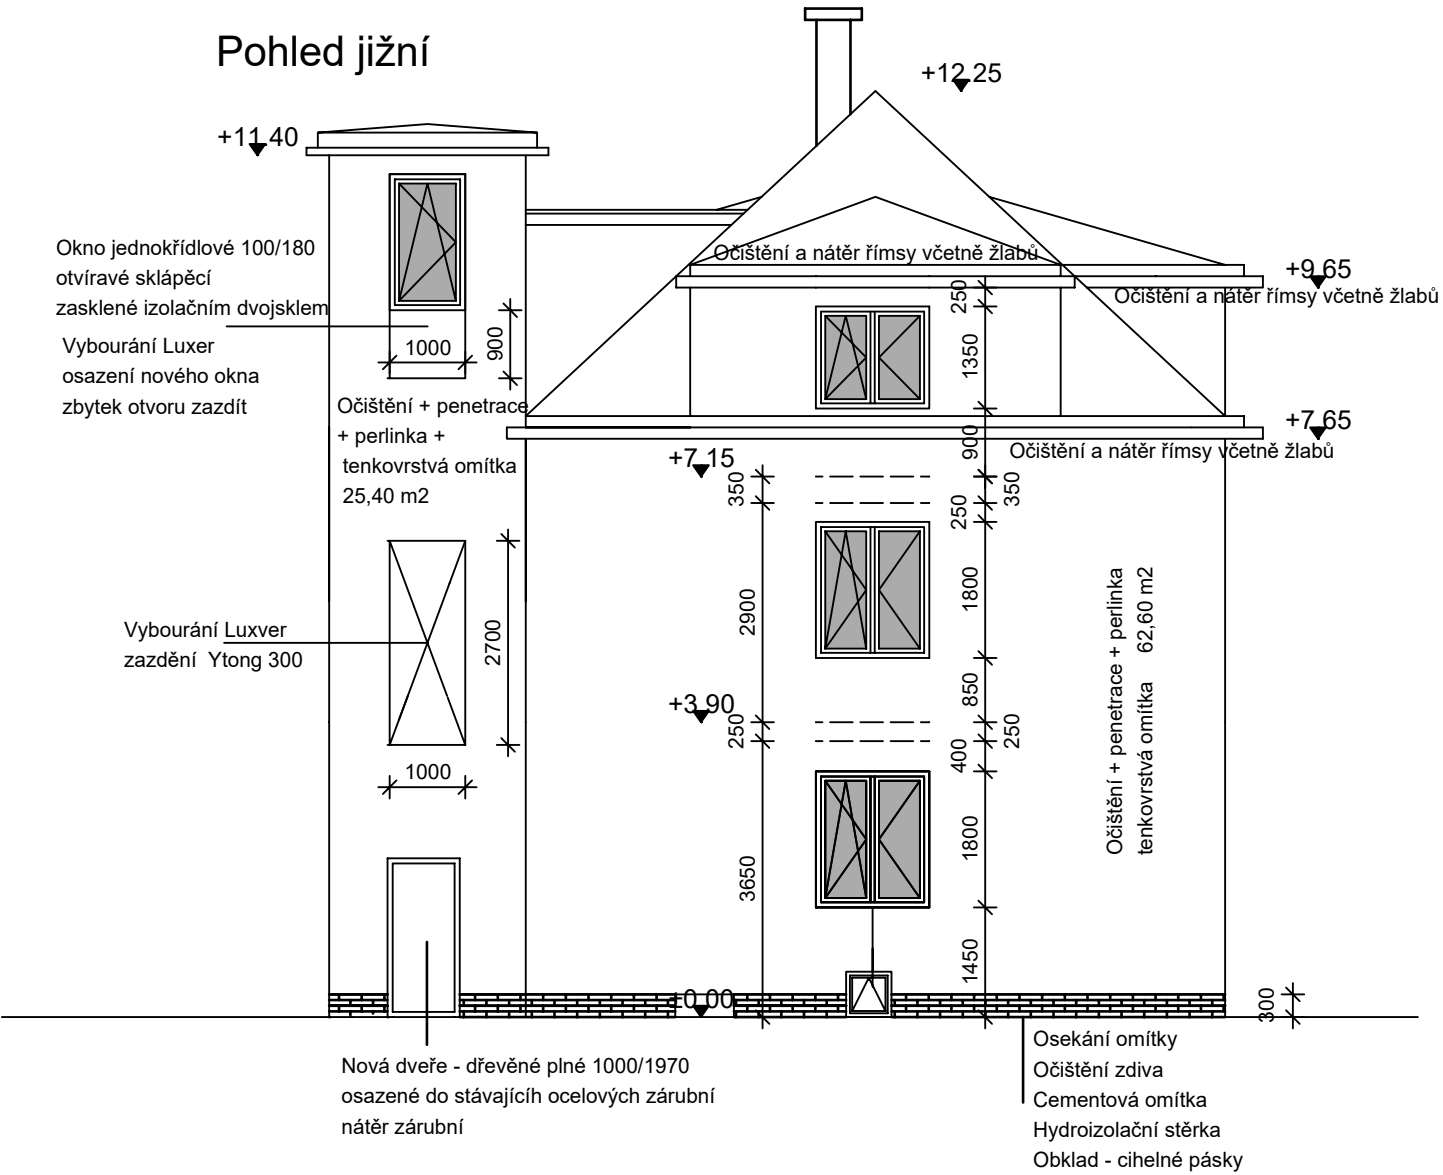 Pohled jižní
+12.25
+11.40
Okno jednokřídlové 100/180
otvíravé sklápěcí
zasklené izolačním dvojsklem
Vybourání Luxer
osazení nového okna
zbytek otvoru zazdít
1000
900
Očištění a nátěr římsy včetně žlabů
+9.65
Očištění a nátěr římsy včetně žlabů
250
1350
900
Očištění + penetrace
+ perlinka +
tenkovrstvá omítka
25,40 m2
+7.65
Očištění a nátěr římsy včetně žlabů
+7.15
350
250
350
2900
1800
Vybourání Luxver
zazdění  Ytong 300
2700
1000
+3.90
250
850
400
250
Očištění + penetrace + perlinka
tenkovrstvá omítka    62,60 m2
3650
1800
1450
±0.00
300
Nová dveře - dřevěné plné 1000/1970
osazené do stávajícíh ocelových zárubní
nátěr zárubní
Osekání omítky
Očištění zdiva
Cementová omítka
Hydroizolační stěrka
Obklad - cihelné pásky